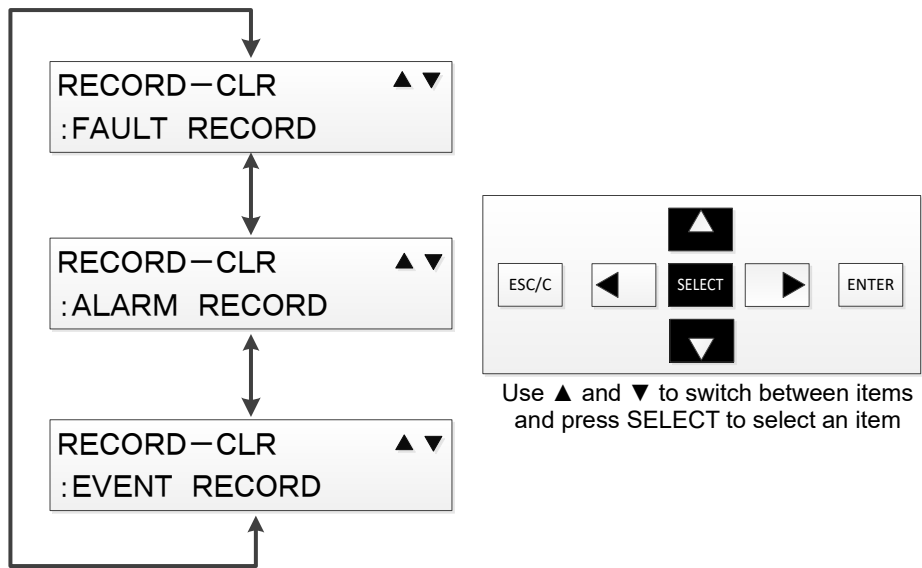 RECORD－CLR ▲ ▼
:FAULT RECORD
RECORD－CLR ▲ ▼
:ALARM RECORD
RECORD－CLR ▲ ▼
:EVENT RECORD
ESC/C ◀ △ SELECT ▽ ▶ ENTER
Use ▲ and ▼ to switch between items
and press SELECT to select an item